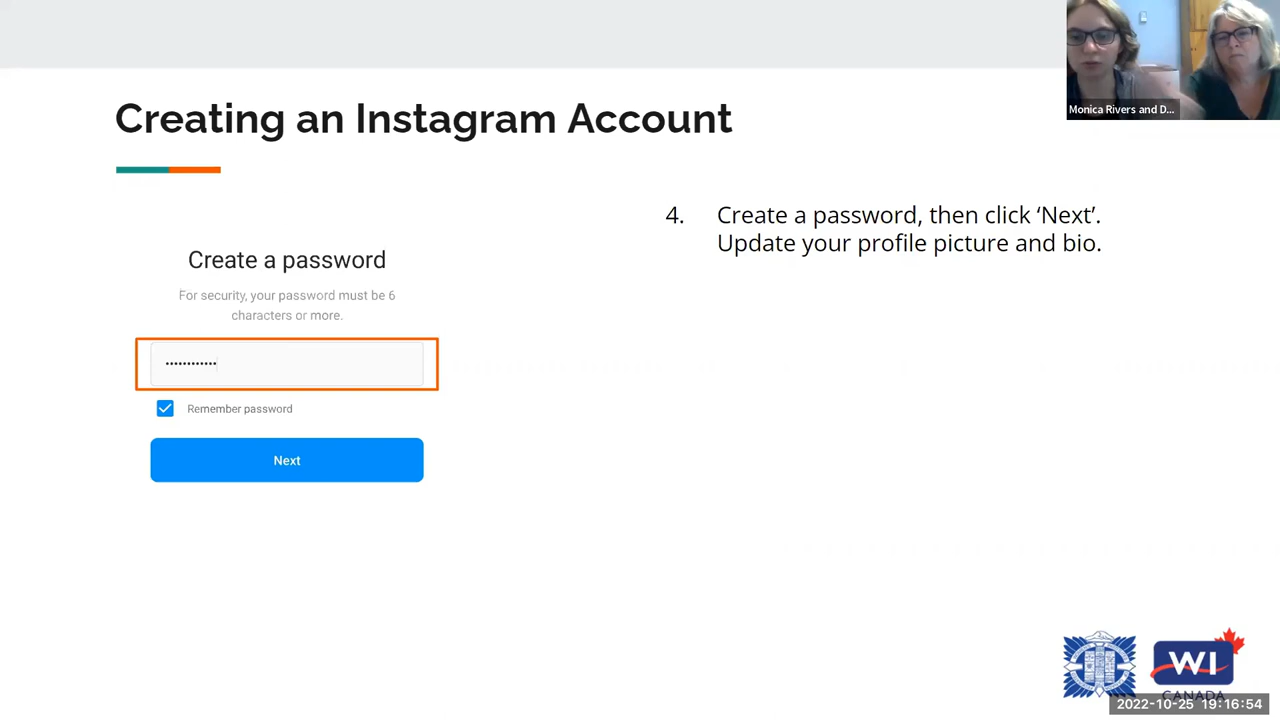 Monica Rivers and D...
Creating an Instagram Account
4. Create a password, then click ‘Next’.
Update your profile picture and bio.
Create a password
For security, your password must be 6
characters or more.
••••••••••••
Remember password
Next
WI
CANADA
2022-10-25 19:16:54